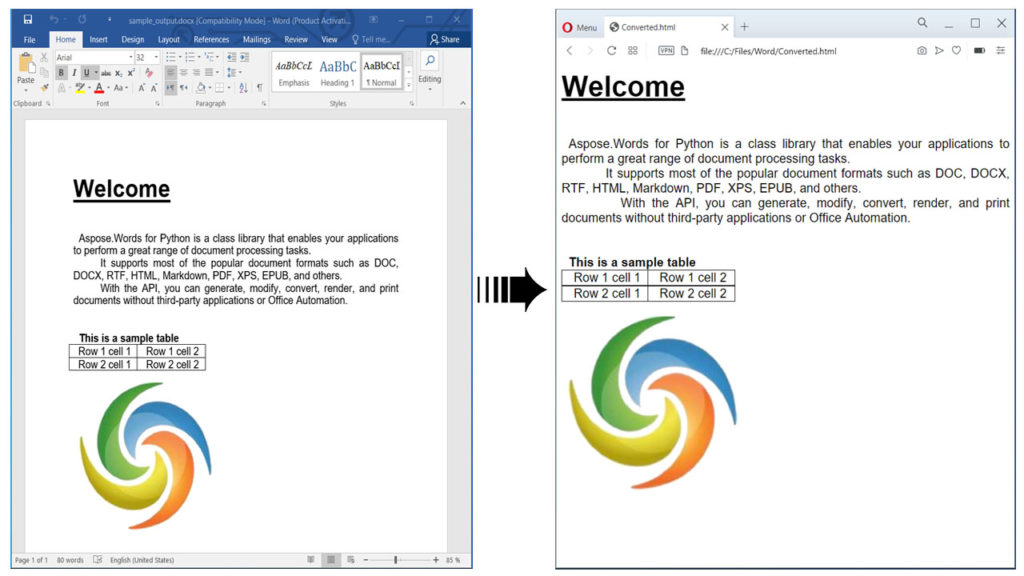 sample_output.docx [Compatibility Mode] - Word (Product Activati...
File Home Insert Design Layout References Mailings Review View Tell me... Share
Arial 32
Paste
B I U abc x₂ x²
Aa
AaBbCcL AaBbC AaBbCcI
Emphasis Heading 1 ¶ Normal
Editing
Clipboard Font Paragraph Styles
Welcome
Aspose.Words for Python is a class library that enables your applications
to perform a great range of document processing tasks.
It supports most of the popular document formats such as DOC,
DOCX, RTF, HTML, Markdown, PDF, XPS, EPUB, and others.
With the API, you can generate, modify, convert, render, and print
documents without third-party applications or Office Automation.
This is a sample table
Row 1 cell 1 Row 1 cell 2
Row 2 cell 1 Row 2 cell 2
Page 1 of 1 80 words English (United States) 85 %
Menu Converted.html
VPN file:///C:/Files/Word/Converted.html
Welcome
Aspose.Words for Python is a class library that enables your applications to
perform a great range of document processing tasks.
It supports most of the popular document formats such as DOC, DOCX,
RTF, HTML, Markdown, PDF, XPS, EPUB, and others.
With the API, you can generate, modify, convert, render, and print
documents without third-party applications or Office Automation.
This is a sample table
Row 1 cell 1 Row 1 cell 2
Row 2 cell 1 Row 2 cell 2